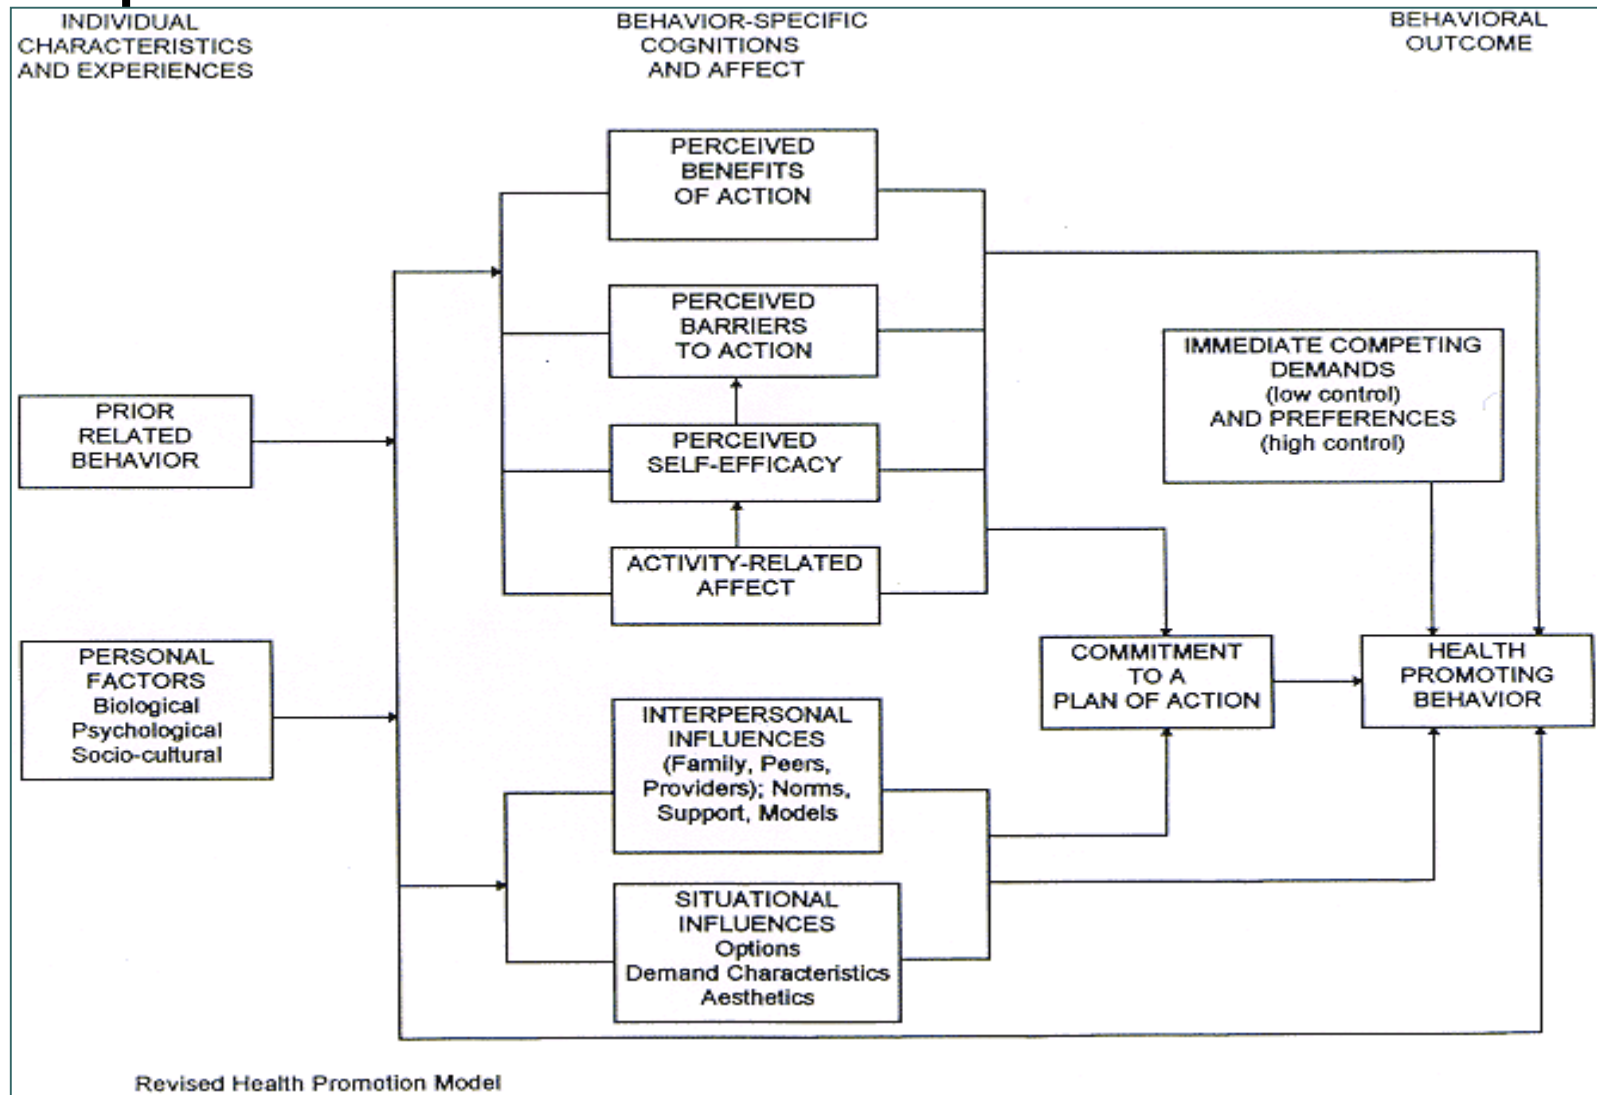 INDIVIDUAL
CHARACTERISTICS
AND EXPERIENCES
BEHAVIOR-SPECIFIC
COGNITIONS
AND AFFECT
BEHAVIORAL
OUTCOME
PERCEIVED
BENEFITS
OF ACTION
PERCEIVED
BARRIERS
TO ACTION
IMMEDIATE COMPETING
DEMANDS
(low control)
AND PREFERENCES
(high control)
PRIOR
RELATED
BEHAVIOR
PERCEIVED
SELF-EFFICACY
ACTIVITY-RELATED
AFFECT
PERSONAL
FACTORS
Biological
Psychological
Socio-cultural
COMMITMENT
TO A
PLAN OF ACTION
HEALTH
PROMOTING
BEHAVIOR
INTERPERSONAL
INFLUENCES
(Family, Peers,
Providers); Norms,
Support, Models
SITUATIONAL
INFLUENCES
Options
Demand Characteristics
Aesthetics
Revised Health Promotion Model